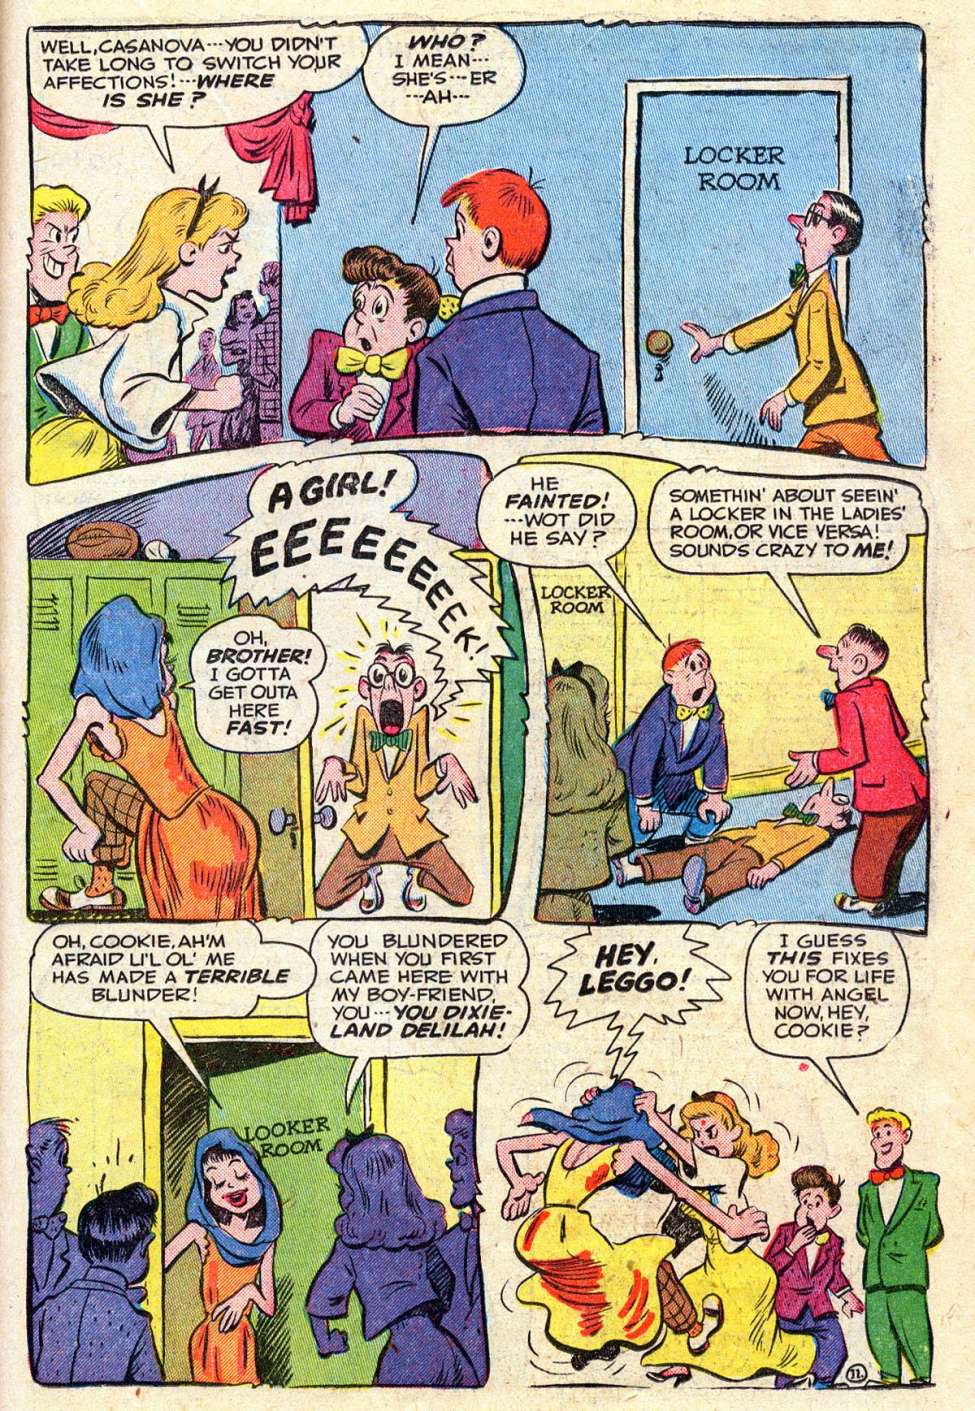 WELL, CASANOVA---YOU DIDN'T
TAKE LONG TO SWITCH YOUR
AFFECTIONS!---WHERE
IS SHE?
WHO?
I MEAN---
SHE'S---ER
---AH---
LOCKER
ROOM
A GIRL!
EEEEEEEEK!
OH,
BROTHER!
I GOTTA
GET OUTA
HERE
FAST!
HE
FAINTED!
---WOT DID
HE SAY?
SOMETHIN' ABOUT SEEIN'
A LOCKER IN THE LADIES'
ROOM, OR VICE VERSA!
SOUNDS CRAZY TO ME!
LOCKER
ROOM
OH, COOKIE, AH'M
AFRAID LI'L OL' ME
HAS MADE A TERRIBLE
BLUNDER!
YOU BLUNDERED
WHEN YOU FIRST
CAME HERE WITH
MY BOY-FRIEND,
YOU---YOU DIXIE-
LAND DELILAH!
LOOKER
ROOM
HEY,
LEGGO!
I GUESS
THIS FIXES
YOU FOR LIFE
WITH ANGEL
NOW, HEY,
COOKIE?
11